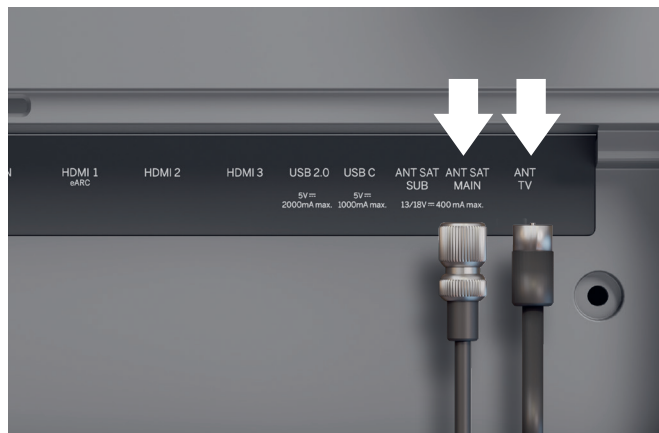 N
HDMI 1
eARC
HDMI 2
HDMI 3
USB 2.0
5V⎓
2000mA max.
USB C
5V⎓
1000mA max.
ANT SAT
SUB
ANT SAT
MAIN
13/18V⎓400 mA max.
ANT
TV